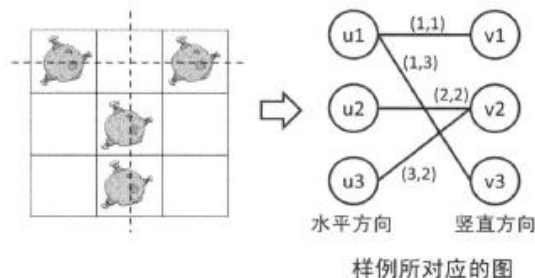 u1
(1,1)
v1
(1,3)
u2
(2,2)
v2
u3
(3,2)
v3
水平方向
竖直方向
样例所对应的图